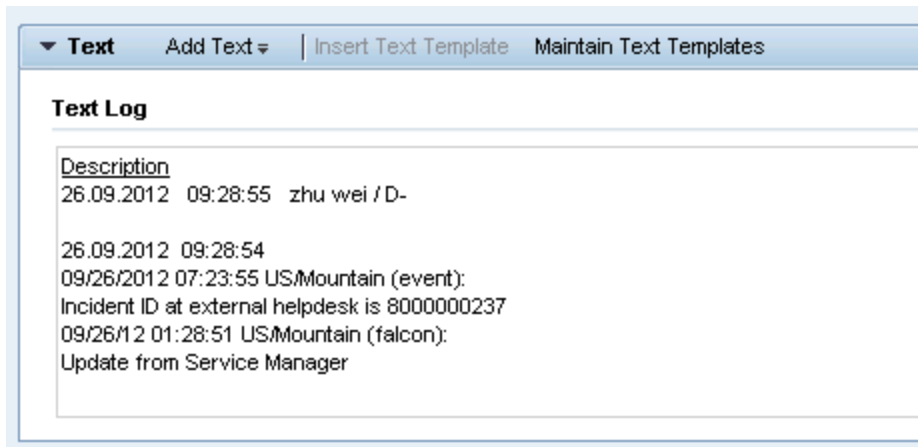 Text Add Text Insert Text Template Maintain Text Templates
Text Log
Description
26.09.2012 09:28:55 zhu wei / D-
26.09.2012 09:28:54
09/26/2012 07:23:55 US/Mountain (event):
Incident ID at external helpdesk is 8000000237
09/26/12 01:28:51 US/Mountain (falcon):
Update from Service Manager